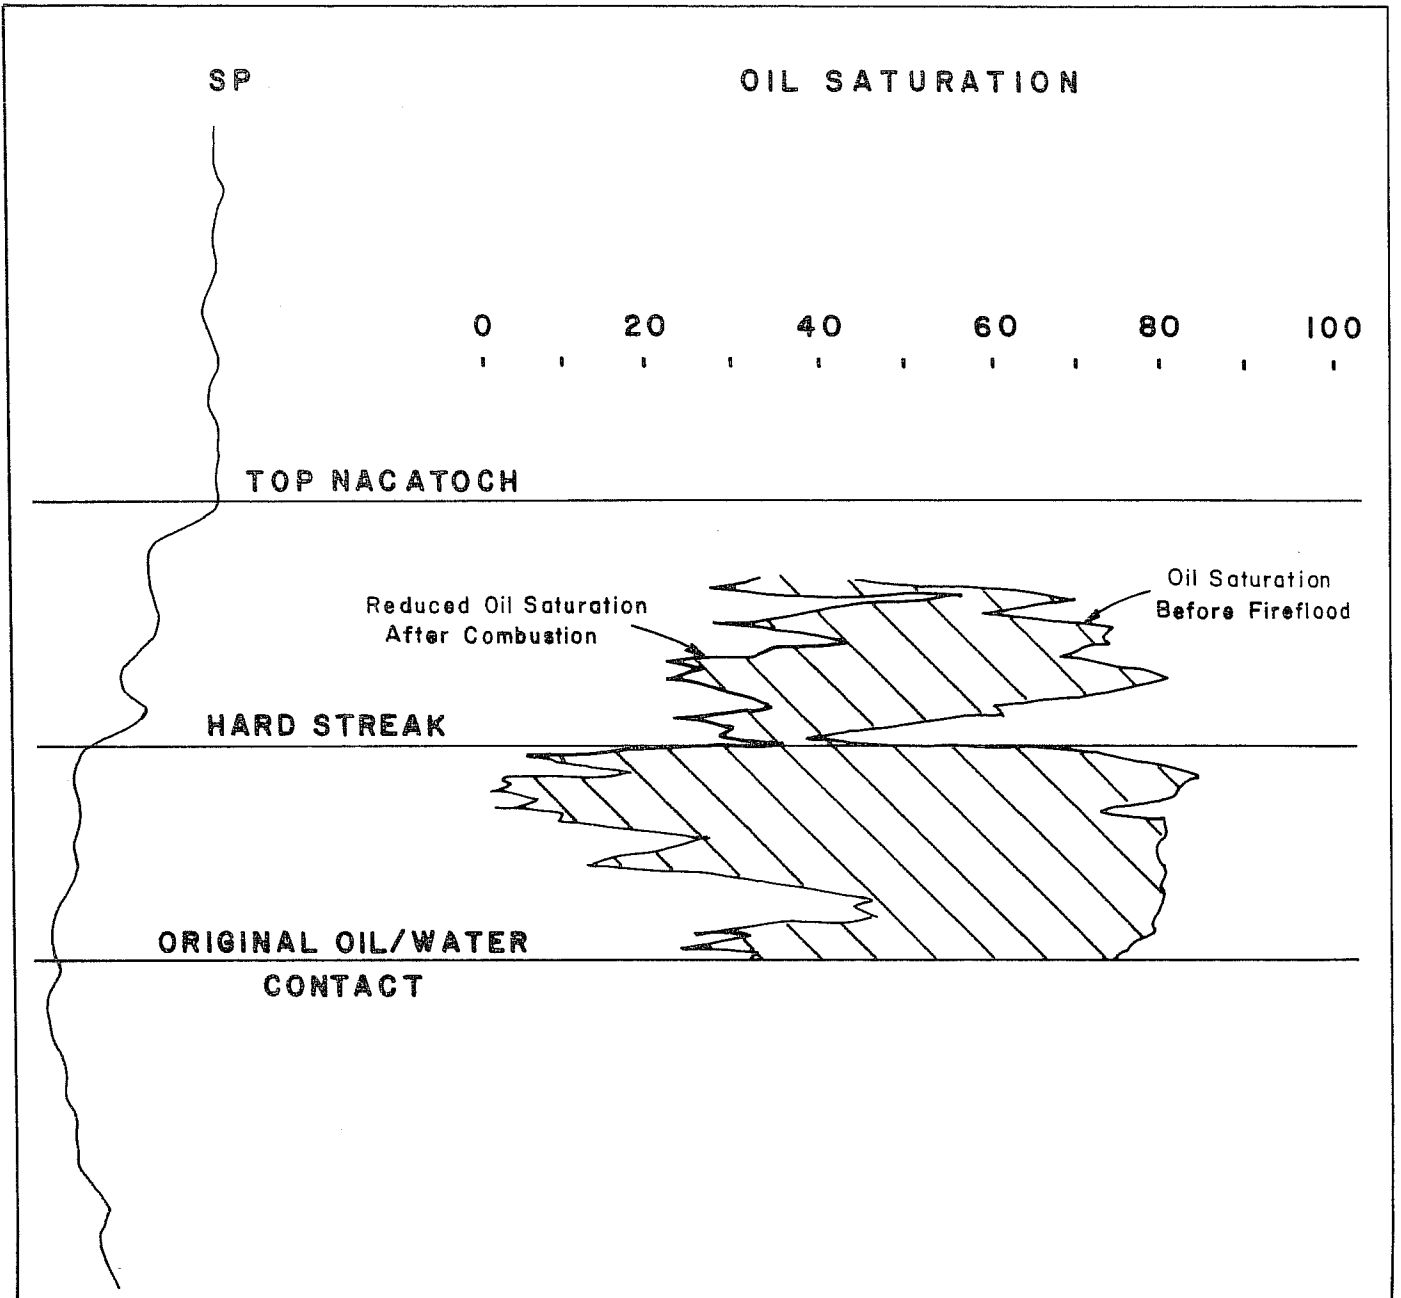 SP
OIL SATURATION
0 20 40 60 80 100
TOP NACATOCH
Reduced Oil Saturation
After Combustion
Oil Saturation
Before Fireflood
HARD STREAK
ORIGINAL OIL/WATER
CONTACT